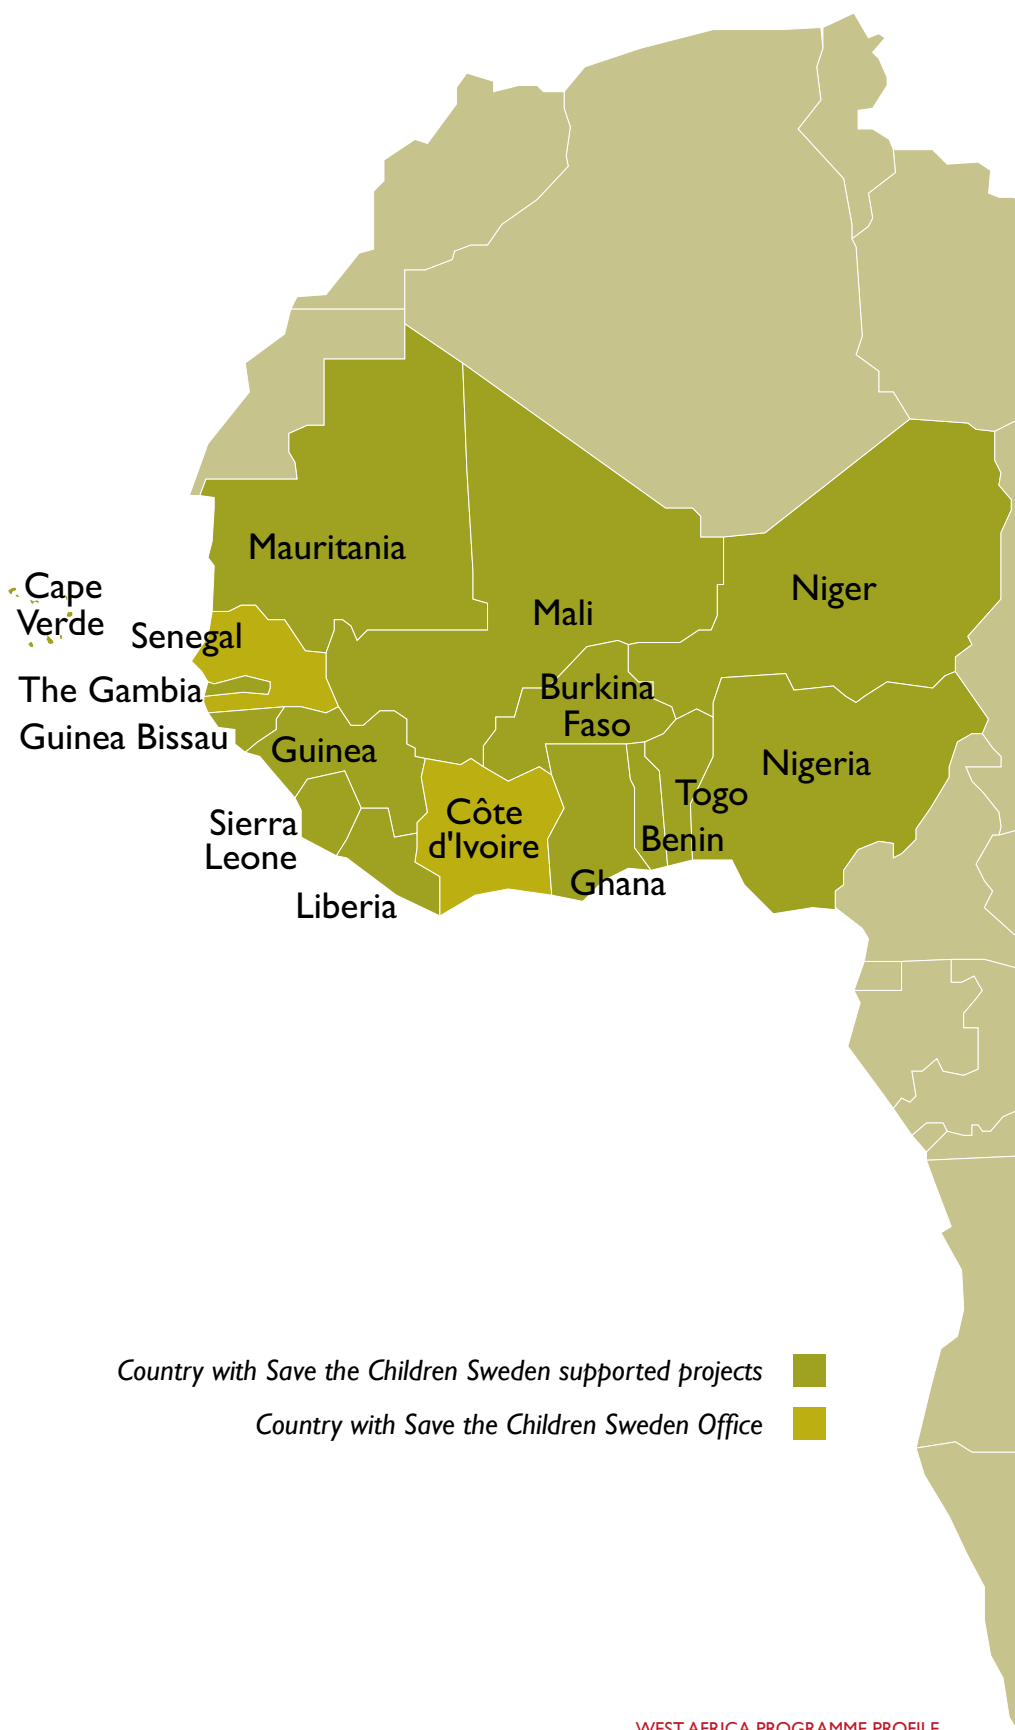 Mauritania
Niger
Cape
Verde
Mali
Senegal
The Gambia
Burkina
Faso
Guinea Bissau
Guinea
Nigeria
Togo
Côte
d'Ivoire
Sierra
Leone
Benin
Ghana
Liberia
Country with Save the Children Sweden supported projects
Country with Save the Children Sweden Office
WEST AFRICA PROGRAMME PROFILE